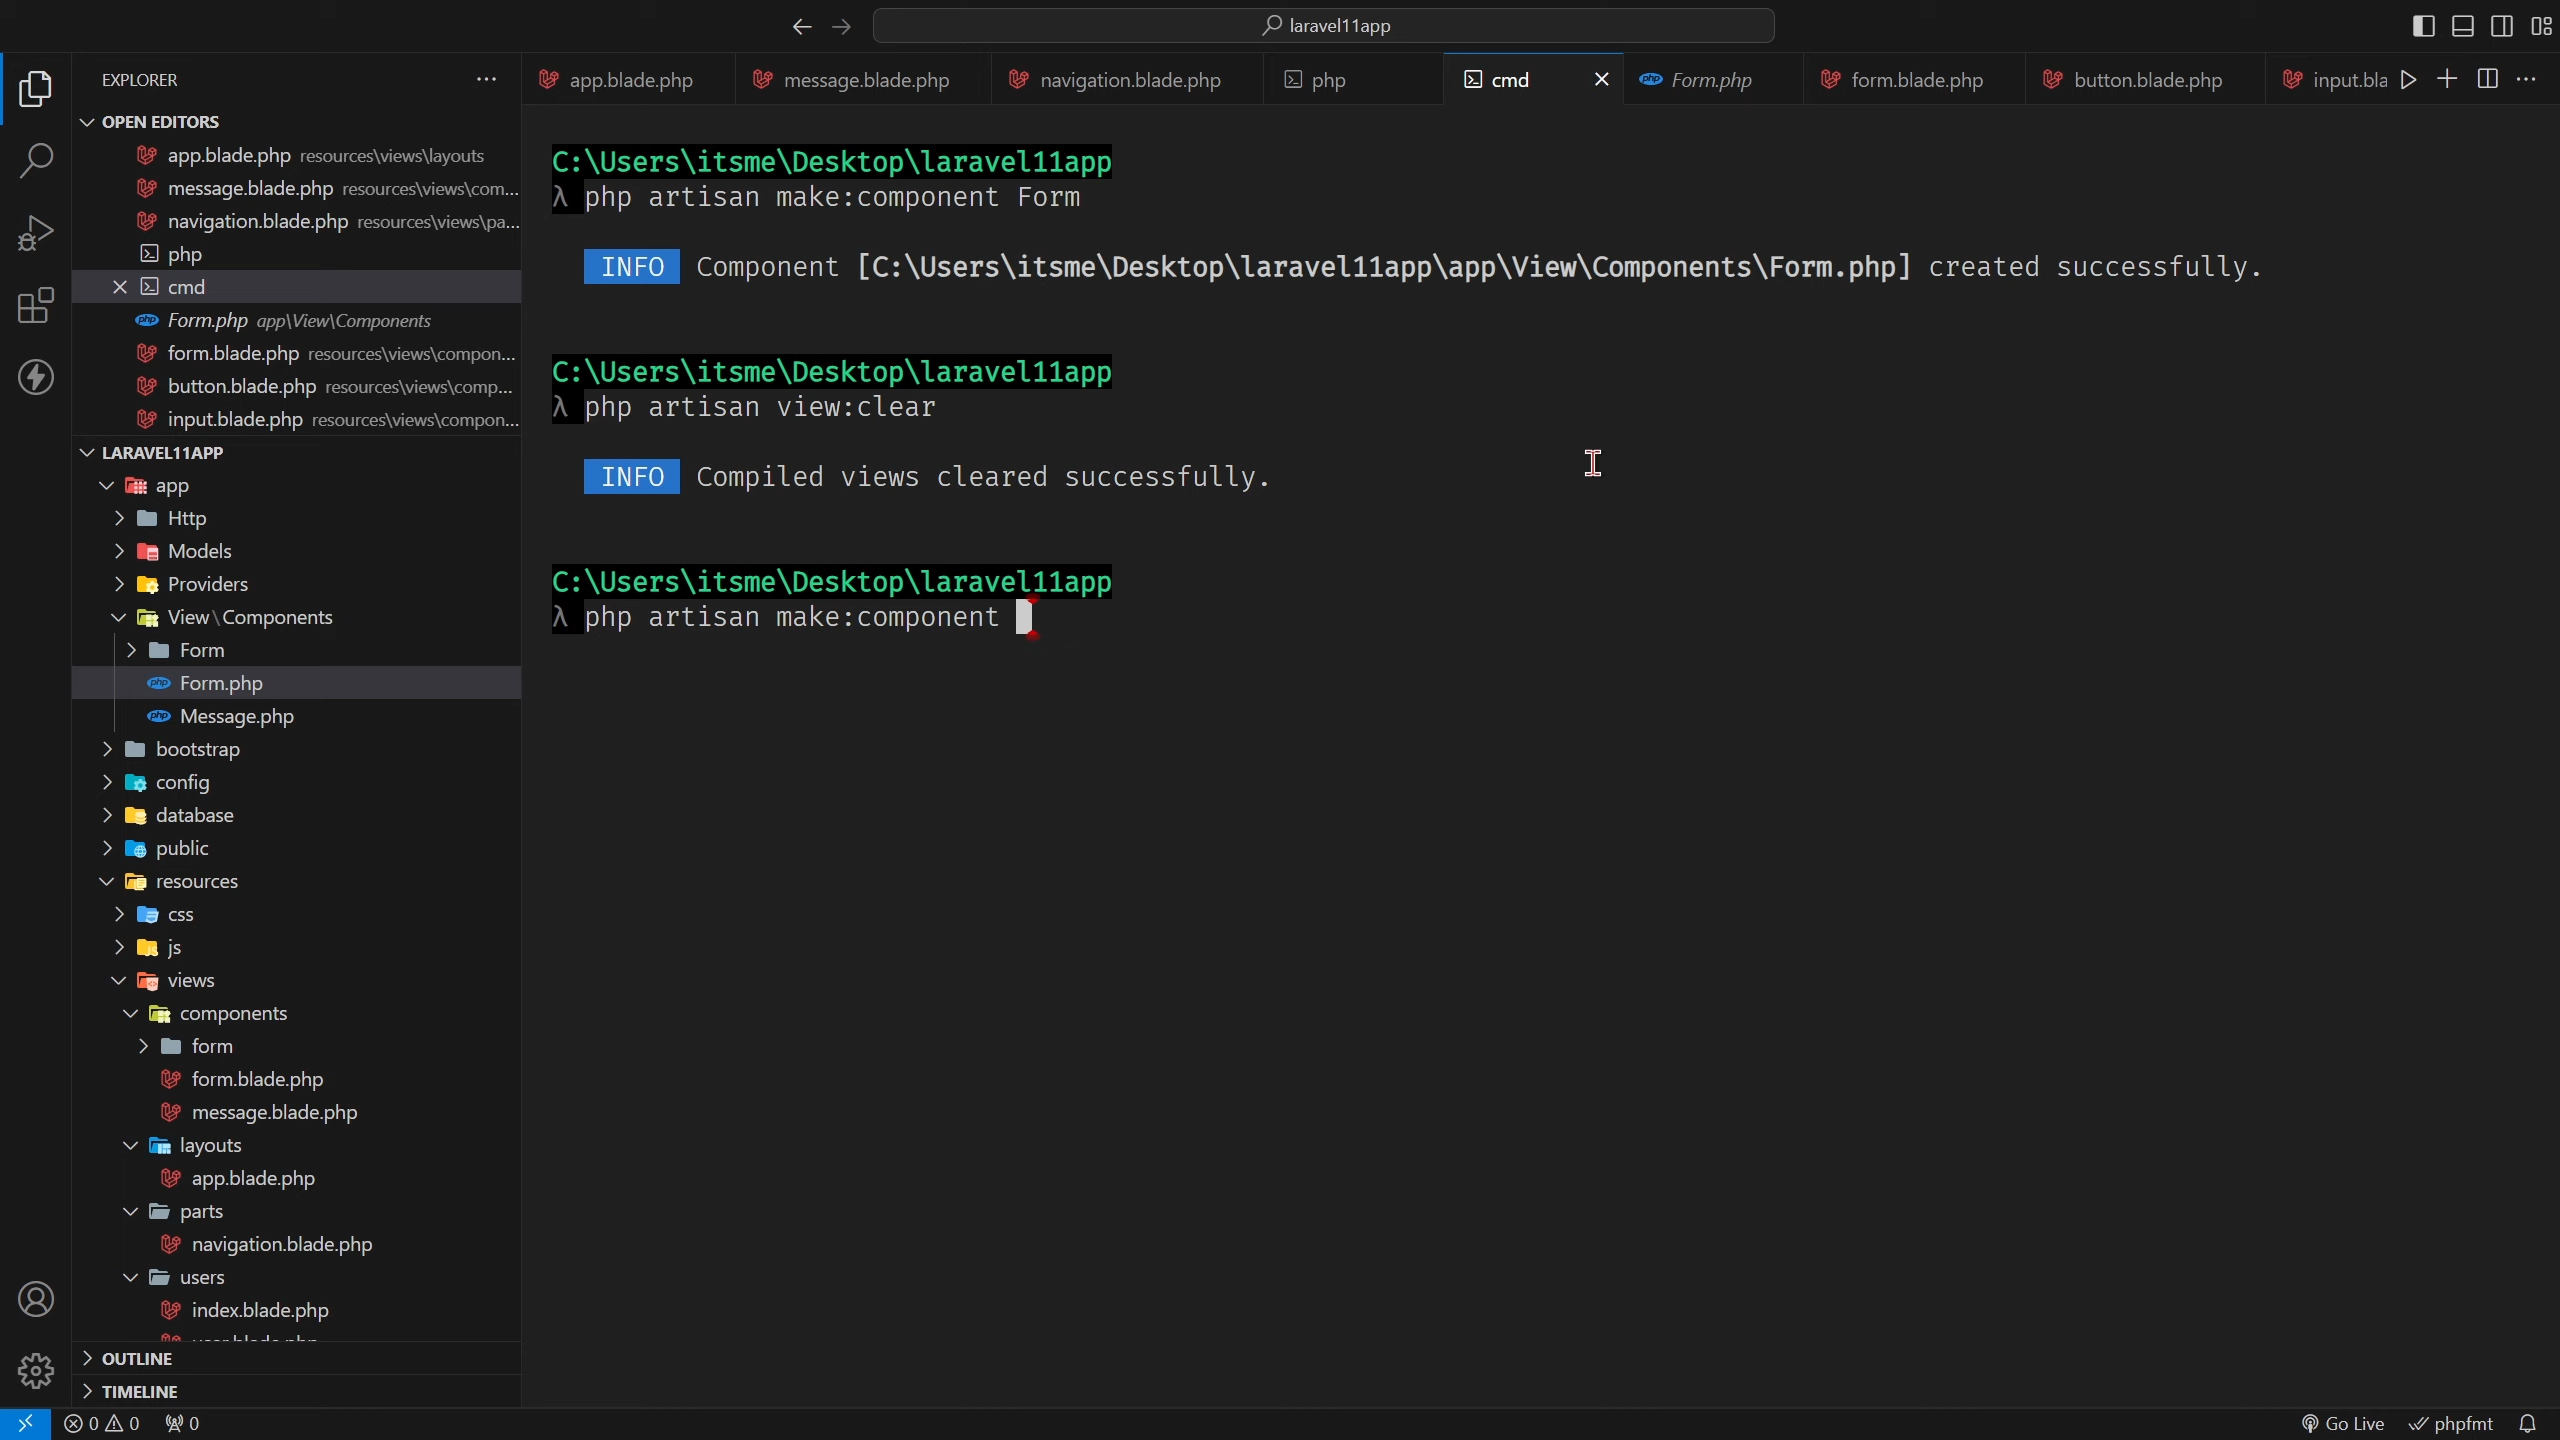 laravel11app
EXPLORER
OPEN EDITORS
app.blade.php resources\views\layouts
message.blade.php resources\views\com...
navigation.blade.php resources\views\pa...
php
cmd
Form.php app\View\Components
form.blade.php resources\views\compon...
button.blade.php resources\views\comp...
input.blade.php resources\views\compon...
LARAVEL11APP
app
Http
Models
Providers
View\Components
Form
Form.php
Message.php
bootstrap
config
database
public
resources
css
js
views
components
form
form.blade.php
message.blade.php
layouts
app.blade.php
parts
navigation.blade.php
users
index.blade.php
OUTLINE
TIMELINE
app.blade.php message.blade.php navigation.blade.php php cmd Form.php form.blade.php button.blade.php input.bla
C:\Users\itsme\Desktop\laravel11app
λ php artisan make:component Form
INFO Component [C:\Users\itsme\Desktop\laravel11app\app\View\Components\Form.php] created successfully.
C:\Users\itsme\Desktop\laravel11app
λ php artisan view:clear
INFO Compiled views cleared successfully.
C:\Users\itsme\Desktop\laravel11app
λ php artisan make:component
0 0 0 Go Live phpfmt